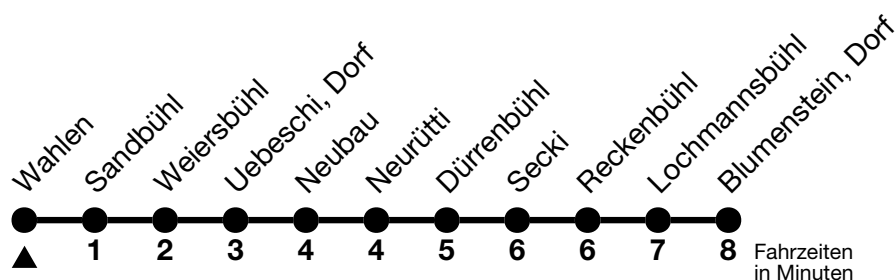 Wahlen
Sandbühl
Weiersbühl
Uebeschi, Dorf
Neubau
Neurütti
Dürrenbühl
Secki
Reckenbühl
Lochmannsbühl
Blumenstein, Dorf
1 2 3 4 4 5 6 6 7 8 Fahrzeiten
in Minuten